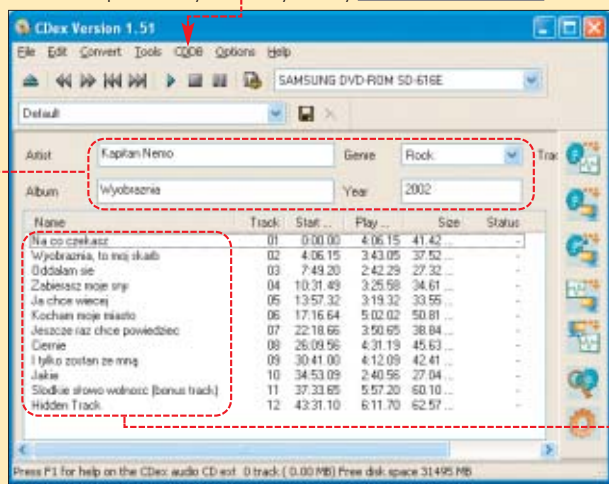 CDex Version 1.51
File Edit Convert Tools CDDB Options Help
SAMSUNG DVD-ROM SD-616E
Default
Artist Kapitan Nemo Genre Rock Trac
Album Wyobraznia Year 2002
Name Track Start ... Play ... Size Status
Na co czekasz 01 0:00.00 4:06.15 41.42 ... -
Wyobraznia, to moj skarb 02 4:06.15 3:43.05 37.52 ... -
Oddalam sie 03 7:49.20 2:42.29 27.32 ... -
Zabierasz moje sny 04 10:31.49 3:25.58 34.61 ... -
Ja chce wiecej 05 13:57.32 3:19.32 33.55 ... -
Kocham moje miasto 06 17:16.64 5:02.02 50.81 ... -
Jeszcze raz chce powiedziec 07 22:18.66 3:50.65 38.84 ... -
Ciernie 08 26:09.56 4:31.19 45.63 ... -
I tylko zostan ze mna 09 30:41.00 4:12.09 42.41 ... -
Jakie 10 34:53.09 2:40.56 27.04 ... -
Slodkie slowo wolnosc (bonus track) 11 37:33.65 5:57.20 60.10 ... -
Hidden Track 12 43:31.10 6:11.70 62.57 ... -
Press F1 for help on the CDex audio CD ext 0 track ( 0.00 MB) Free disk space 31495 MB